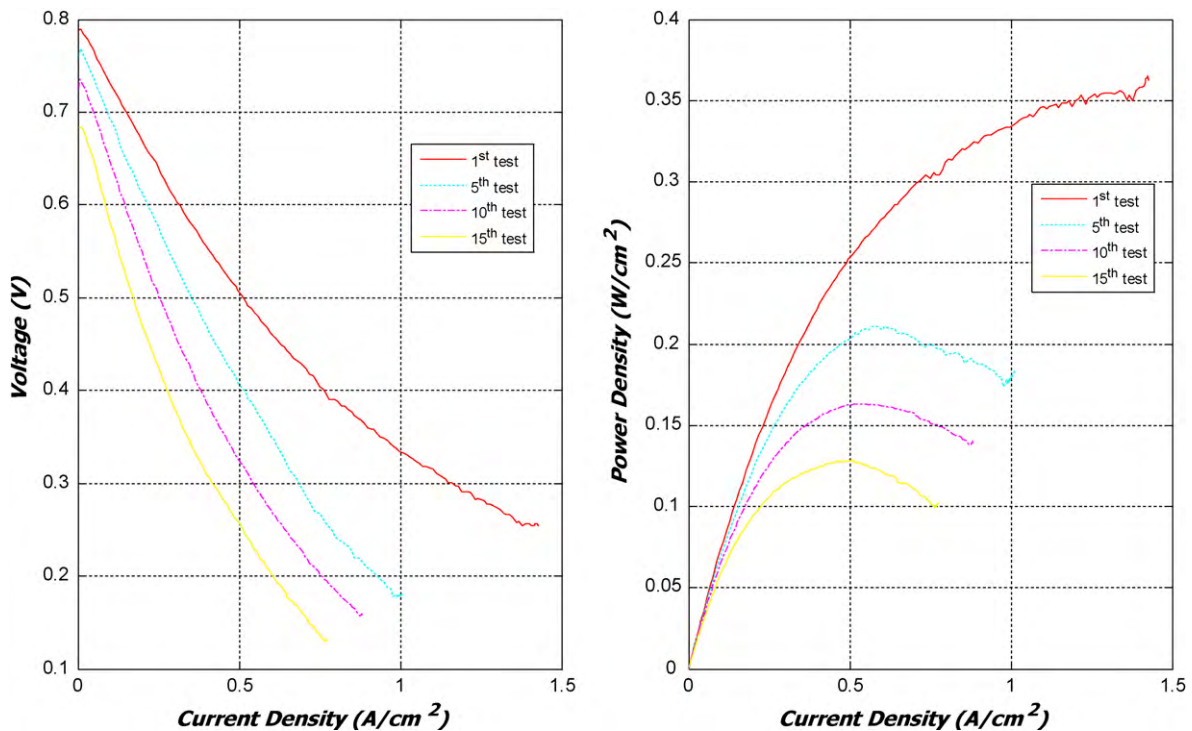 0.8
0.7
0.6
0.5
0.4
0.3
0.2
0.1
Voltage (V)
0
0.5
1
1.5
Current Density (A/cm²)
1st test
5th test
10th test
15th test
0.4
0.35
0.3
0.25
0.2
0.15
0.1
0.05
0
Power Density (W/cm²)
0
0.5
1
1.5
Current Density (A/cm²)
1st test
5th test
10th test
15th test